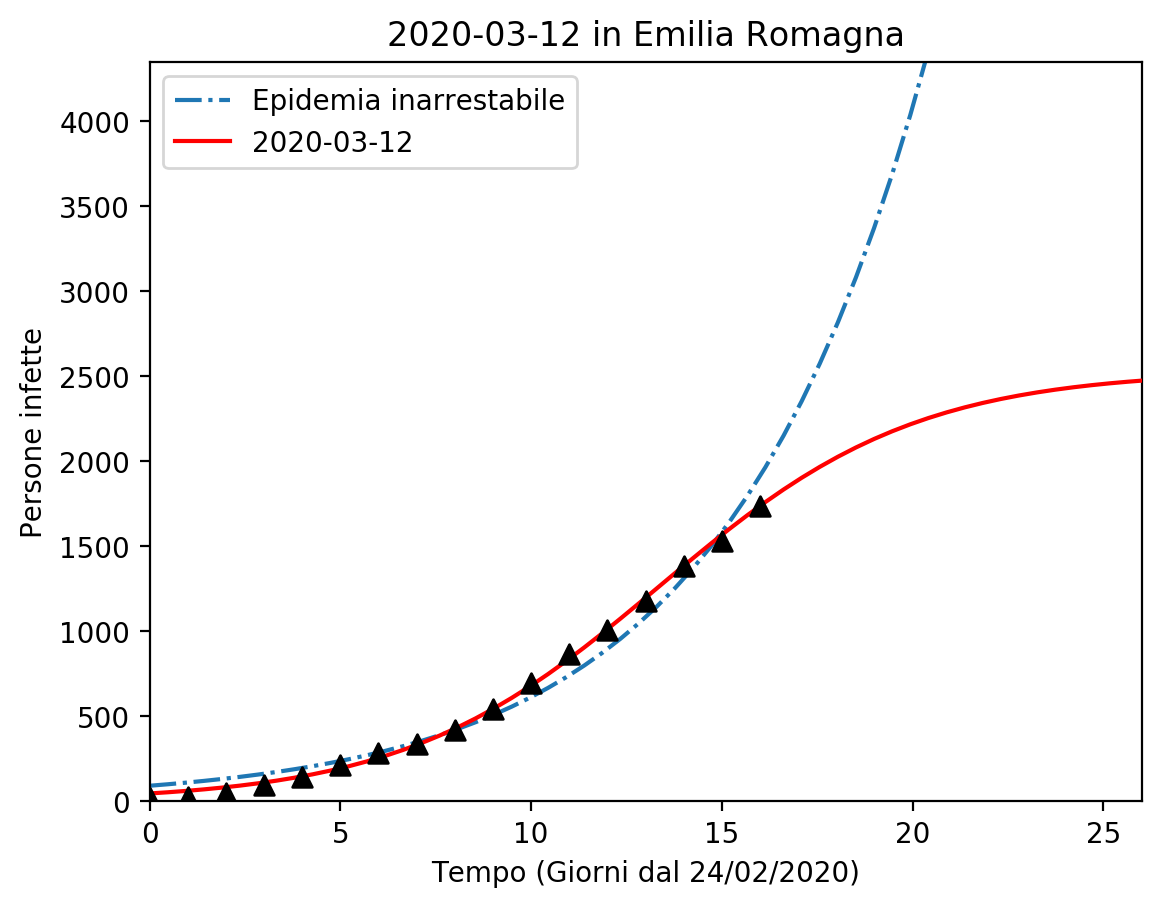 2020-03-12 in Emilia Romagna
Epidemia inarrestabile
2020-03-12
4000
3500
3000
2500
2000
1500
1000
500
0
Persone infette
0 5 10 15 20 25
Tempo (Giorni dal 24/02/2020)